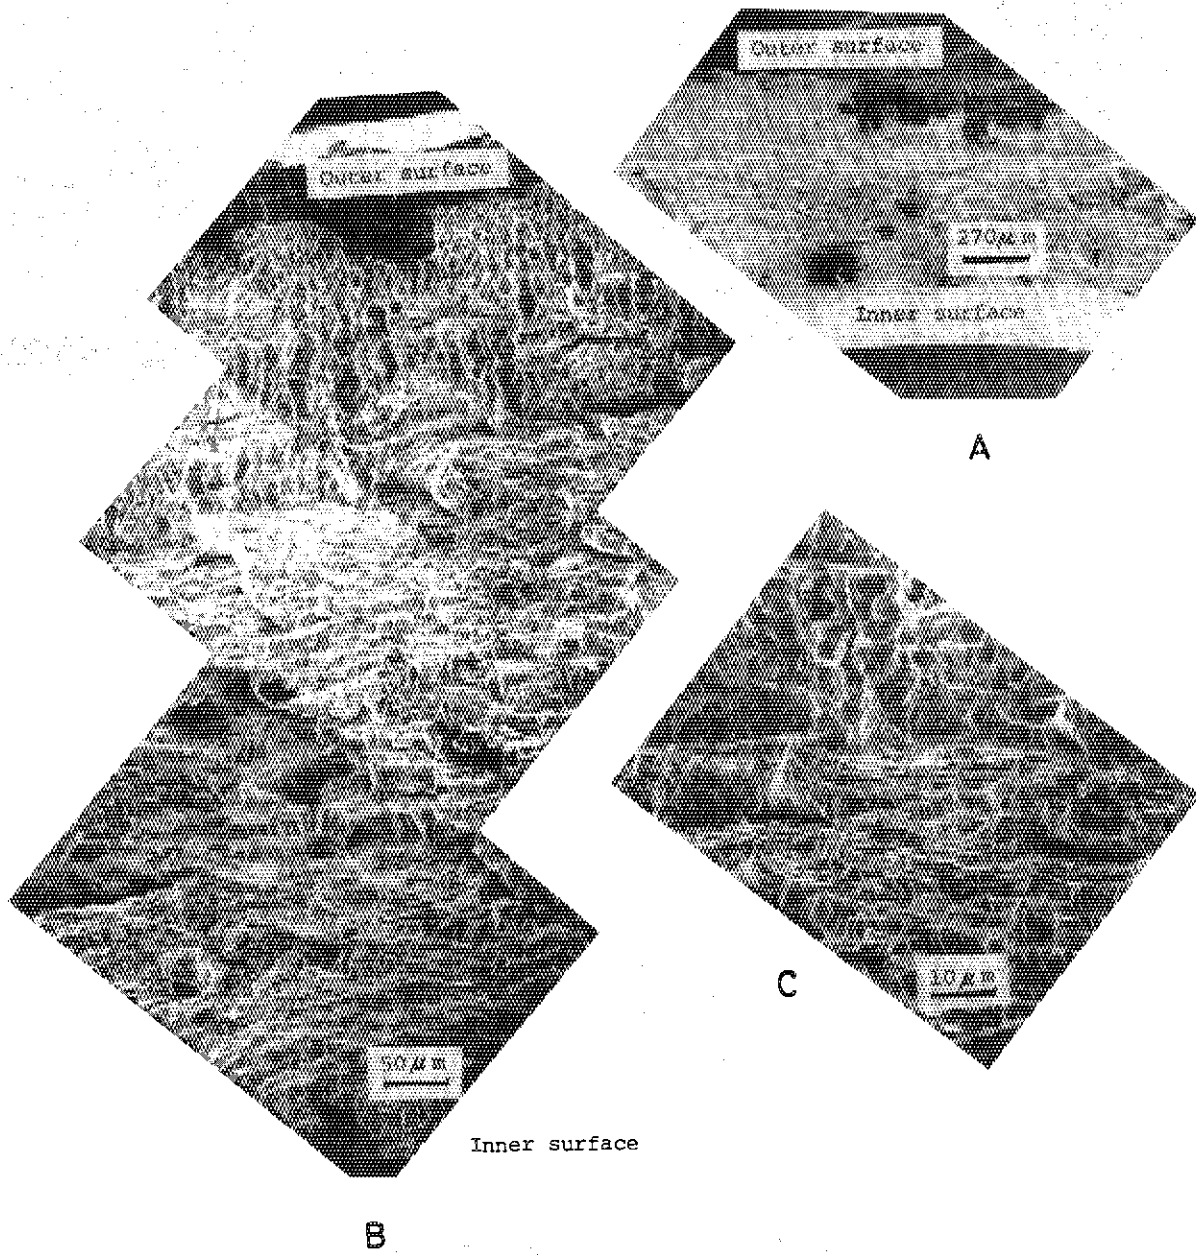 Outer surface
270μm
Inner surface
A
Outer surface
50μm
Inner surface
B
10μm
C